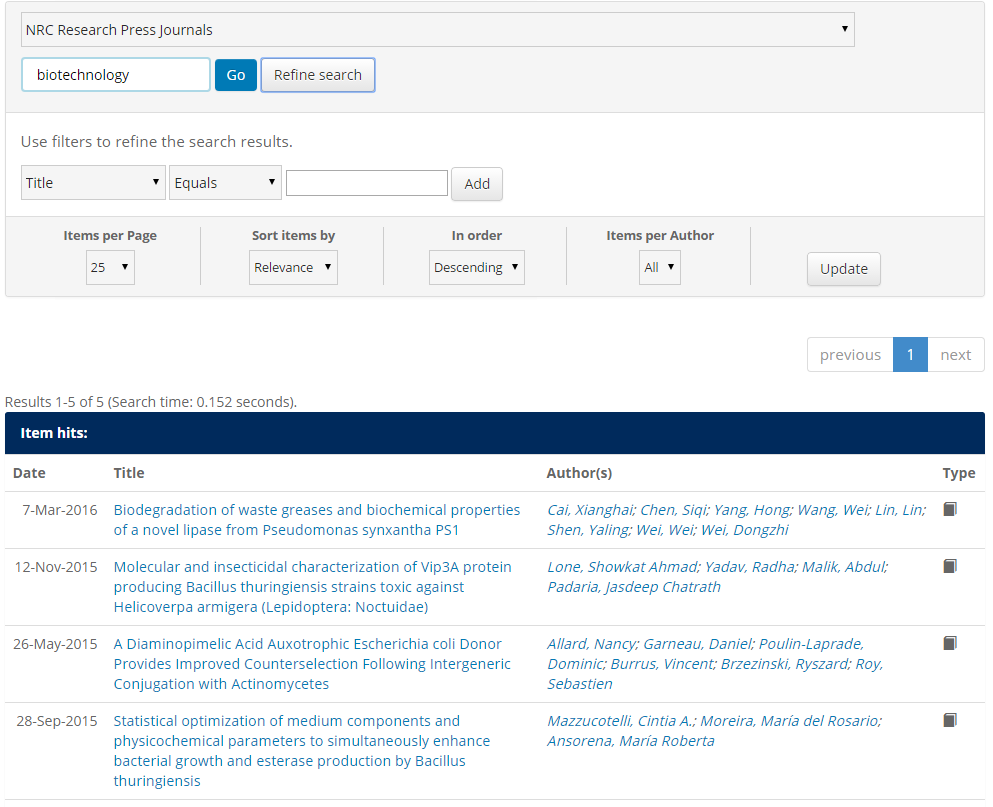 NRC Research Press Journals
biotechnology Go Refine search
Use filters to refine the search results.
Title Equals Add
Items per Page Sort items by In order Items per Author
25 Relevance Descending All Update
previous 1 next
Results 1-5 of 5 (Search time: 0.152 seconds).
Item hits:
Date Title Author(s) Type
7-Mar-2016 Biodegradation of waste greases and biochemical properties Cai, Xianghai; Chen, Siqi; Yang, Hong; Wang, Wei; Lin, Lin;
of a novel lipase from Pseudomonas synxantha PS1 Shen, Yaling; Wei, Wei; Wei, Dongzhi
12-Nov-2015 Molecular and insecticidal characterization of Vip3A protein Lone, Showkat Ahmad; Yadav, Radha; Malik, Abdul;
producing Bacillus thuringiensis strains toxic against Padaria, Jasdeep Chatrath
Helicoverpa armigera (Lepidoptera: Noctuidae)
26-May-2015 A Diaminopimelic Acid Auxotrophic Escherichia coli Donor Allard, Nancy; Garneau, Daniel; Poulin-Laprade,
Provides Improved Counterselection Following Intergeneric Dominic; Burrus, Vincent; Brzezinski, Ryszard; Roy,
Conjugation with Actinomycetes Sebastien
28-Sep-2015 Statistical optimization of medium components and Mazzucotelli, Cintia A.; Moreira, María del Rosario;
physicochemical parameters to simultaneously enhance Ansorena, María Roberta
bacterial growth and esterase production by Bacillus
thuringiensis